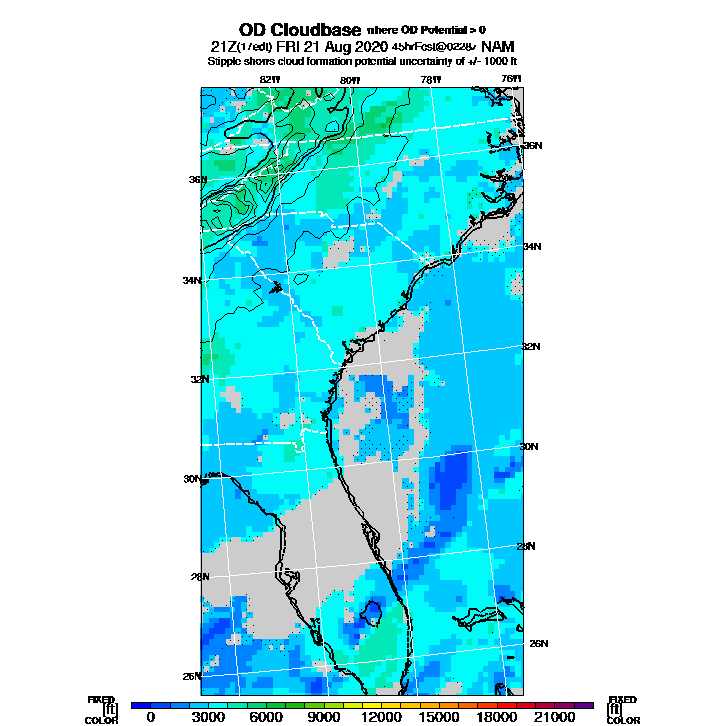 OD Cloudbase where OD Potential > 0
21Z(17edt) FRI 21 Aug 2020 45hrFcst@0228z NAM
Stipple shows cloud formation potential uncertainty of +/- 1000 ft
82W 80W 78W 76W
36N
36N
34N
34N
32N
32N
30N
30N
28N
28N
26N
26N
FIXED FIXED
[ft] [ft]
COLOR COLOR
0 3000 6000 9000 12000 15000 18000 21000